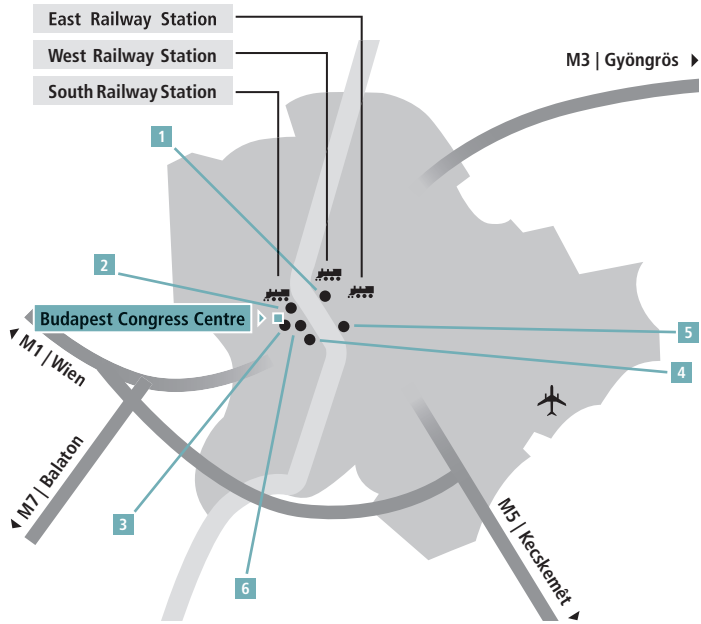 East Railway Station
West Railway Station
South Railway Station
M3 | Gyöngrös
1
2
Budapest Congress Centre
5
M1 | Wien
4
M7 | Balaton
3
M5 | Kecskemêt
6